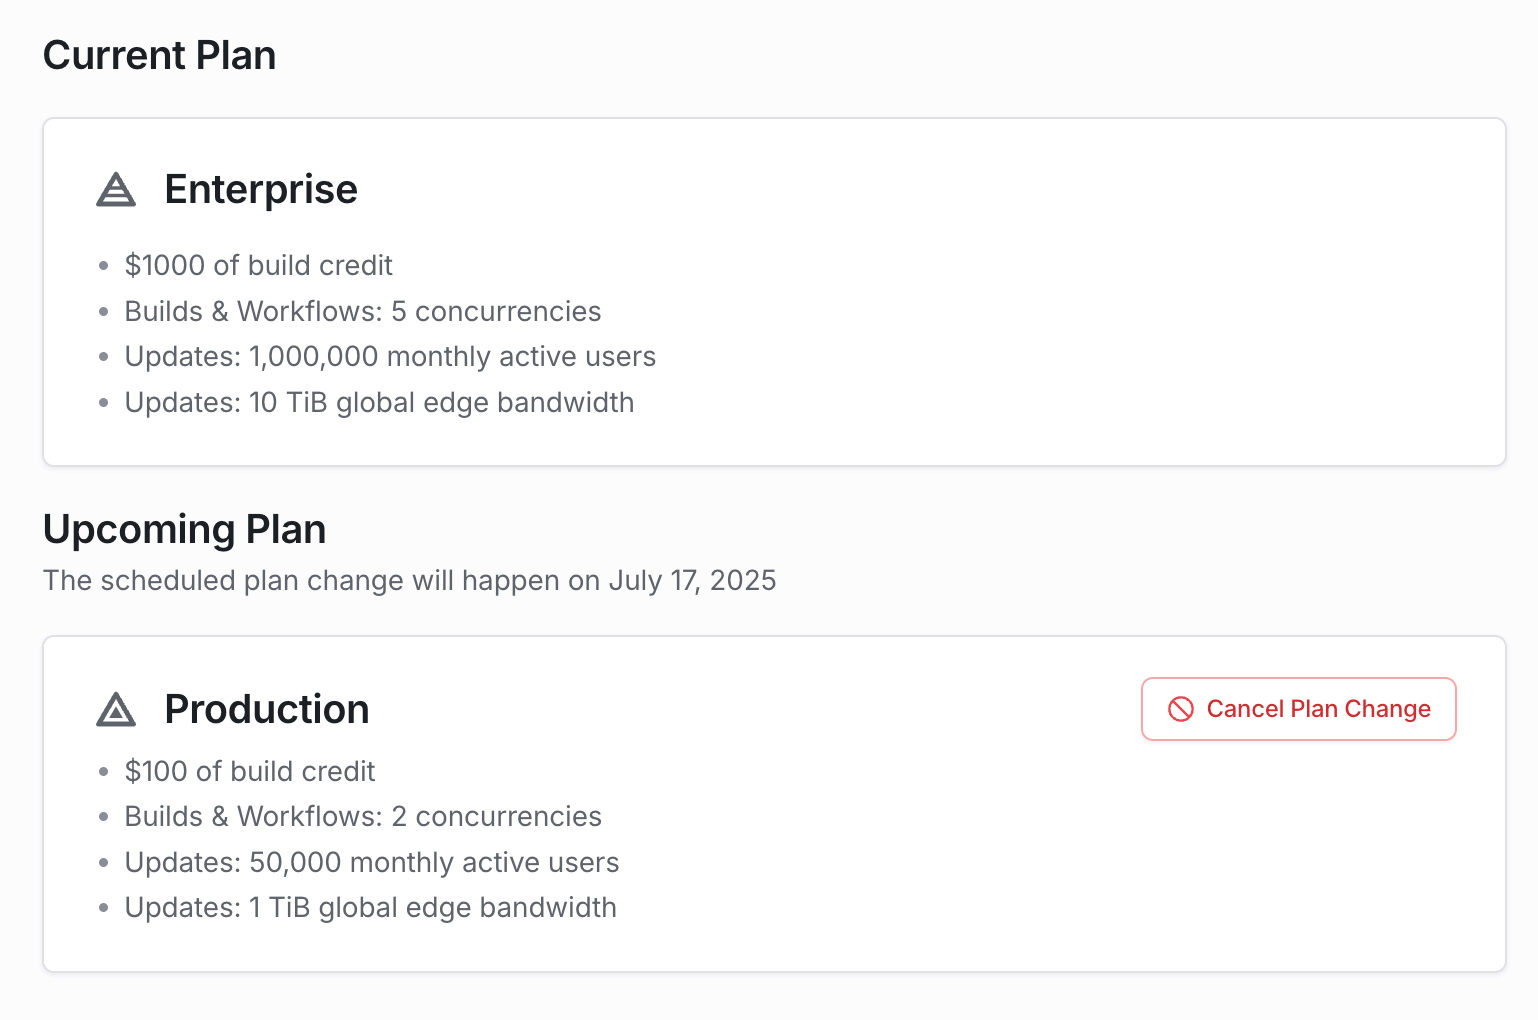 Current Plan
Enterprise
• $1000 of build credit
• Builds & Workflows: 5 concurrencies
• Updates: 1,000,000 monthly active users
• Updates: 10 TiB global edge bandwidth
Upcoming Plan
The scheduled plan change will happen on July 17, 2025
Production
Cancel Plan Change
• $100 of build credit
• Builds & Workflows: 2 concurrencies
• Updates: 50,000 monthly active users
• Updates: 1 TiB global edge bandwidth